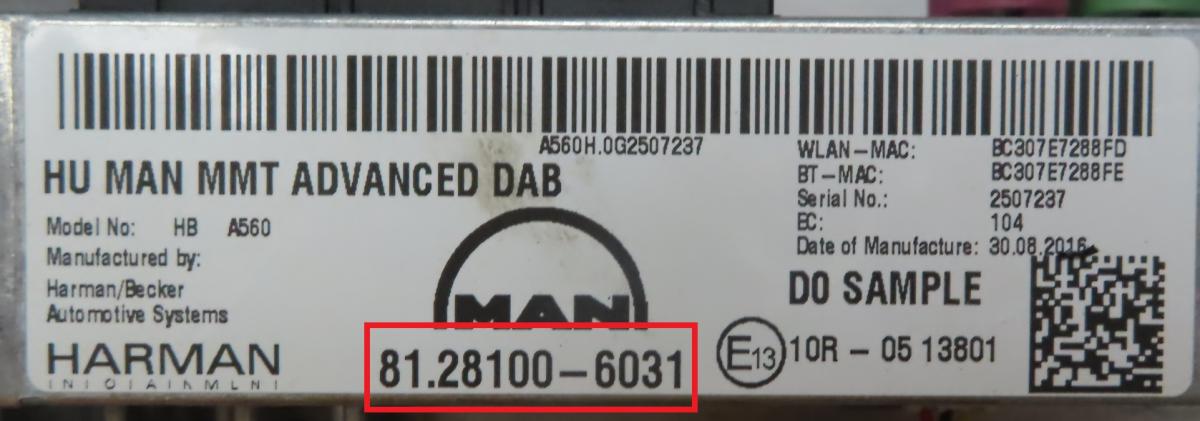 A560H.0G2507237
HU MAN MMT ADVANCED DAB
Model No: HB A560
Manufactured by:
Harman/Becker
Automotive Systems
HARMAN
INFOTAINMENT
MAN
81.28100-6031
WLAN-MAC: BC307E7288FD
BT-MAC: BC307E7288FE
Serial No.: 2507237
EC: 104
Date of Manufacture: 30.08.2016
D0 SAMPLE
E13 10R - 05 13801